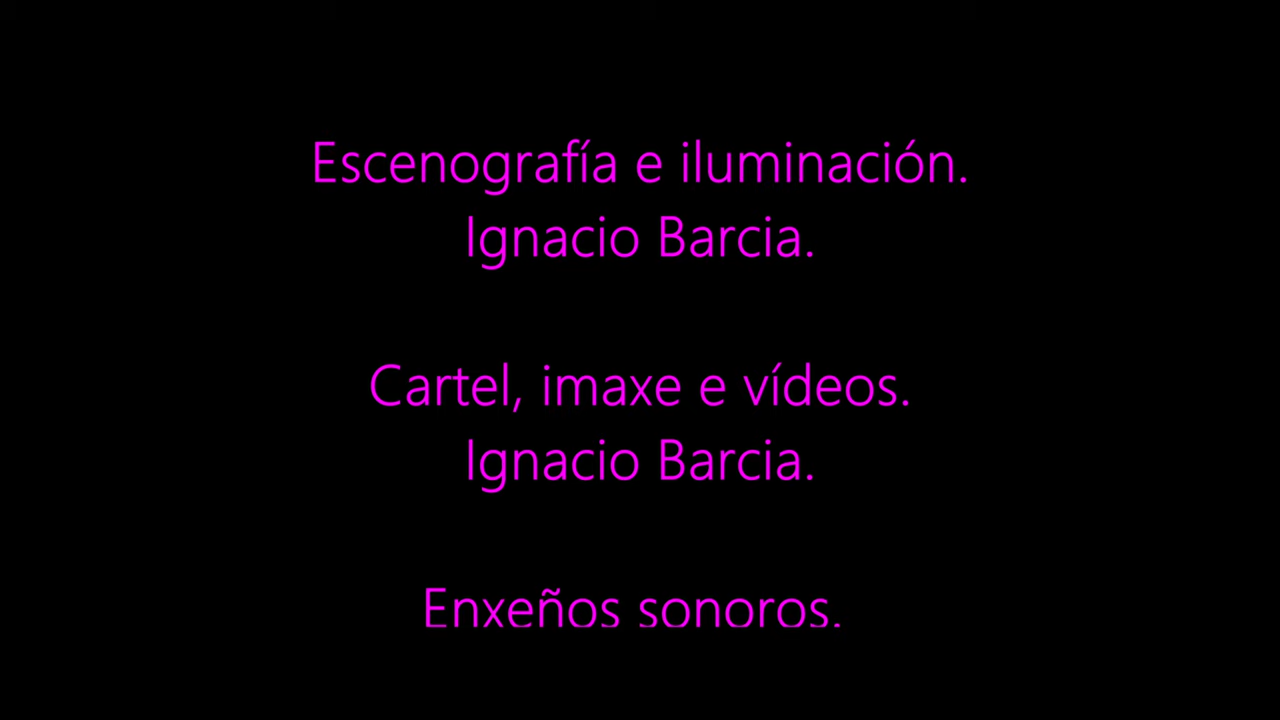 Escenografía e iluminación.
Ignacio Barcia.
Cartel, imaxe e vídeos.
Ignacio Barcia.
Enxeños sonoros.